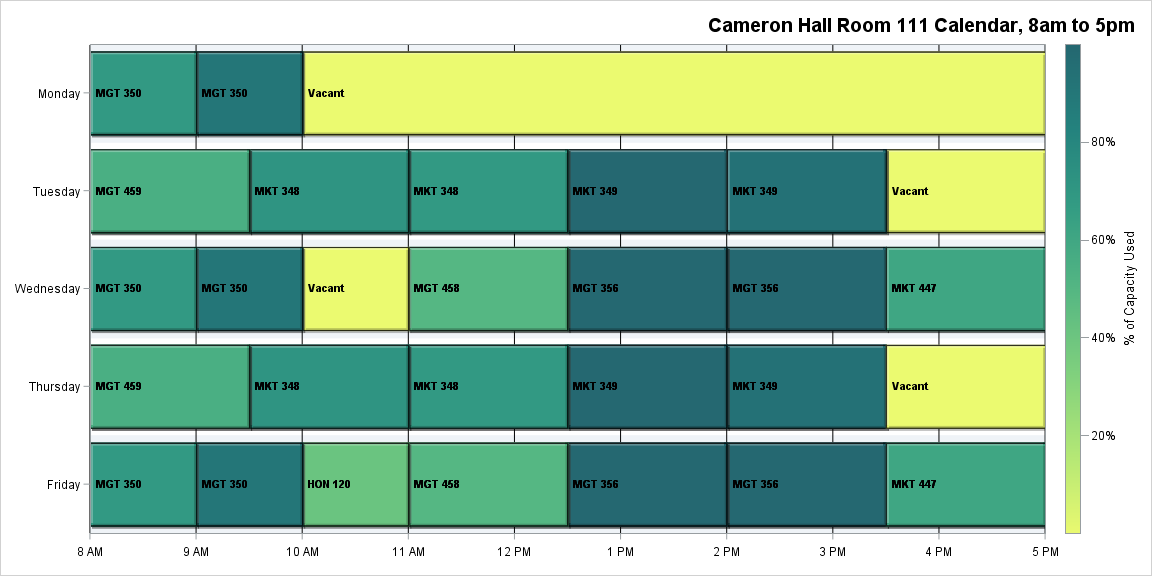 Cameron Hall Room 111 Calendar, 8am to 5pm
Monday MGT 350 MGT 350 Vacant
80%
Tuesday MGT 459 MKT 348 MKT 348 MKT 349 MKT 349 Vacant
60%
% of Capacity Used
Wednesday MGT 350 MGT 350 Vacant MGT 458 MGT 356 MGT 356 MKT 447
40%
Thursday MGT 459 MKT 348 MKT 348 MKT 349 MKT 349 Vacant
20%
Friday MGT 350 MGT 350 HON 120 MGT 458 MGT 356 MGT 356 MKT 447
8 AM 9 AM 10 AM 11 AM 12 PM 1 PM 2 PM 3 PM 4 PM 5 PM